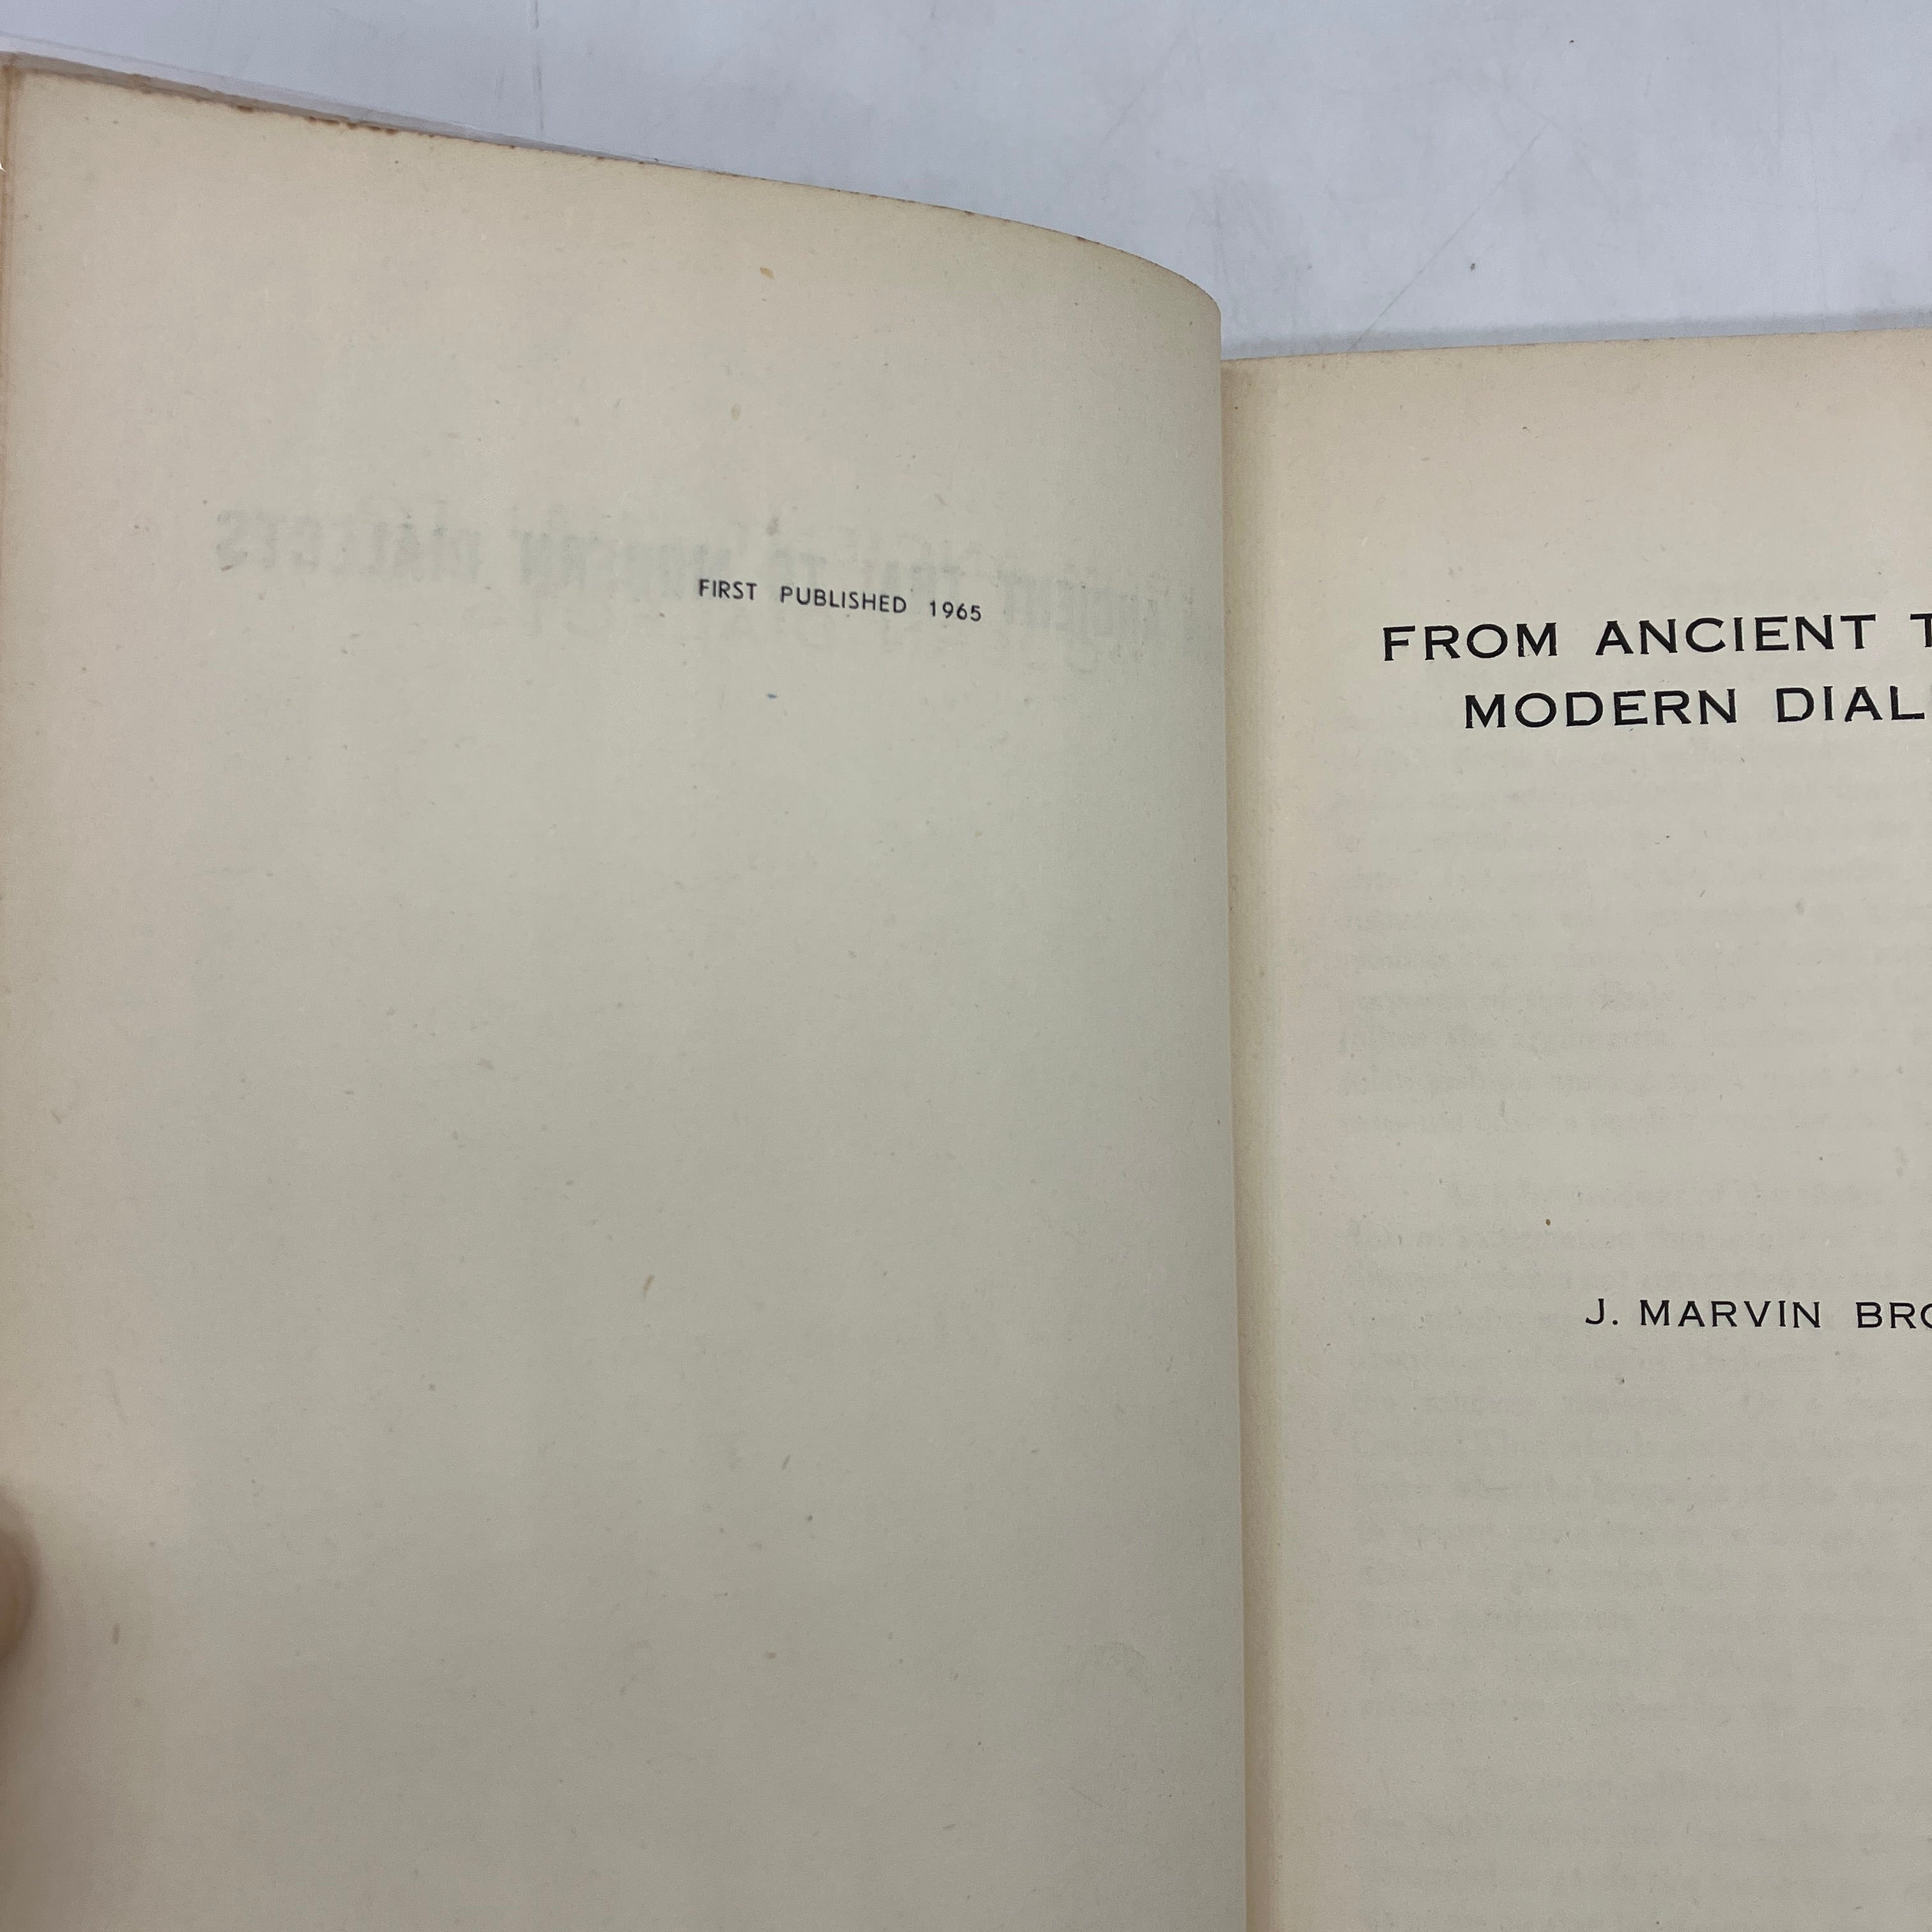 FIRST PUBLISHED 1965
FROM ANCIENT T
MODERN DIAL
J. MARVIN BRO